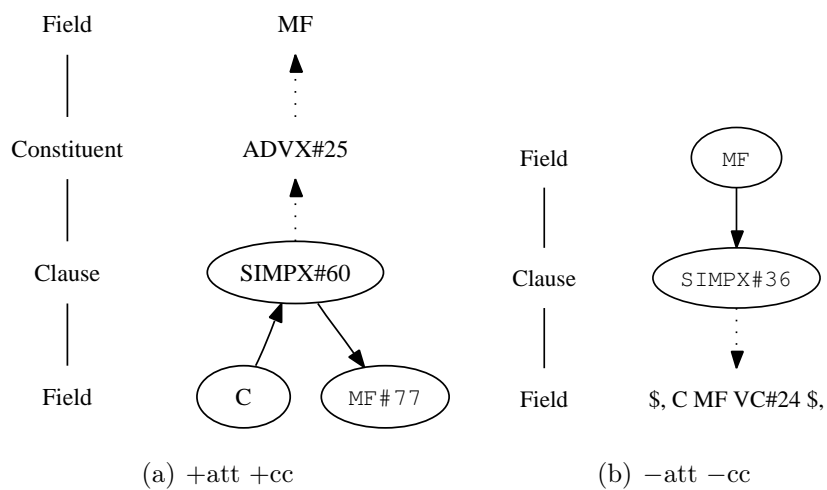 Field
MF
Constituent
ADVX#25
Clause
SIMPX#60
Field
C
MF#77
(a) +att +cc
Field
MF
Clause
SIMPX#36
Field
$, C MF VC#24 $,
(b) −att −cc